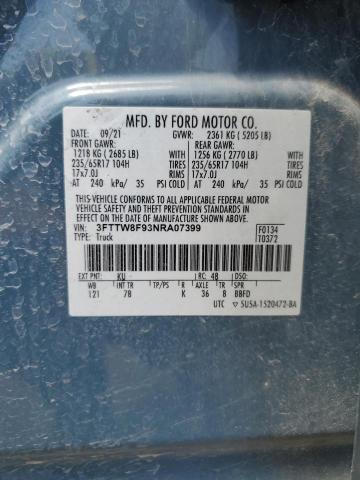 MFD. BY FORD MOTOR CO.
DATE: 09/21 GVWR: 2361 KG ( 5205 LB)
FRONT GAWR: REAR GAWR:
1218 KG ( 2685 LB) WITH 1256 KG ( 2770 LB) WITH
235/65R17 104H TIRES 235/65R17 104H TIRES
17x7.0J RIMS 17x7.0J RIMS
AT 240 kPa/ 35 PSI COLD AT 240 kPa/ 35 PSI COLD
THIS VEHICLE CONFORMS TO ALL APPLICABLE FEDERAL MOTOR
VEHICLE SAFETY AND BUMPER STANDARDS IN EFFECT ON THE DATE OF
MANUFACTURE SHOWN ABOVE.
VIN: 3FTTW8F93NRA07399 F0134
TYPE: Truck T0372
EXT PNT: KU RC: 48 DSO:
WB INT TR TP/PS R AXLE TR SPR
121 78 K 36 8 BBFD
UTC 5U5A-1520472-BA